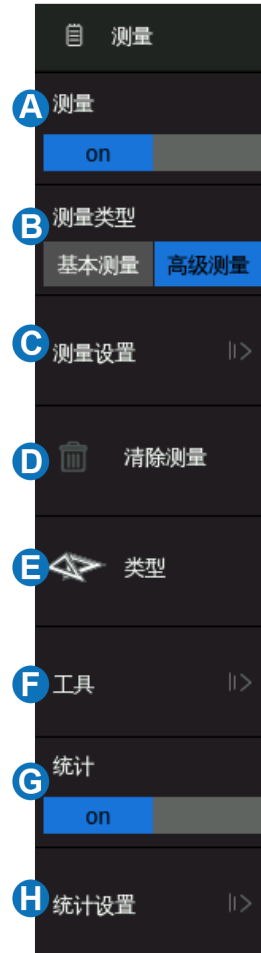 测量
A 测量
on
B 测量类型
基本测量 高级测量
C 测量设置
D 清除测量
E 类型
F 工具
G 统计
on
H 统计设置